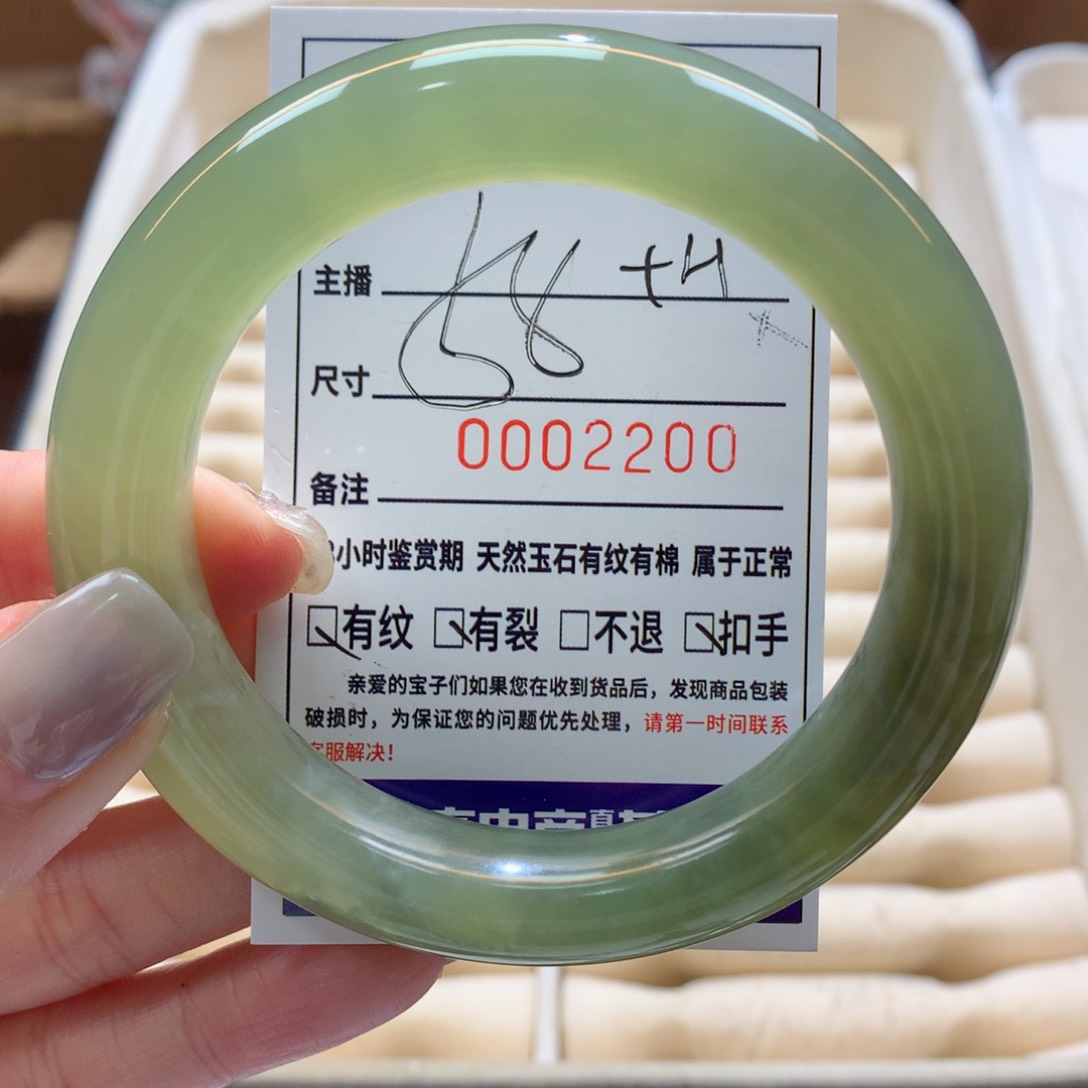 主播 +4
尺寸 58
0002200
备注
小时鉴赏期 天然玉石有纹有棉 属于正常
有纹 有裂 不退 扣手
亲爱的宝子们如果您在收到货品后，发现商品包装
破损时，为保证您的问题优先处理，请第一时间联系
客服解决！